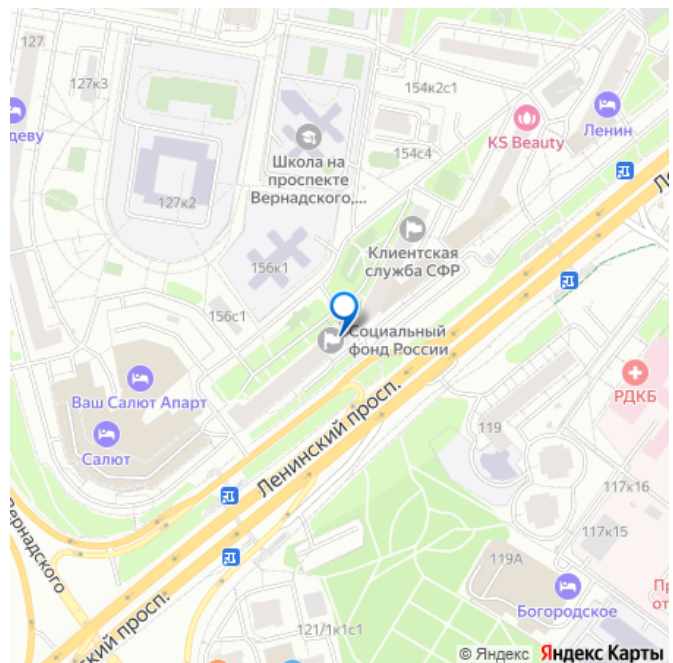 127
127к3
154к2с1
KS Beauty
Ленин
деву
Школа на
проспекте
Вернадского,...
154с4
127к2
Клиентская
служба СФР
156к1
156с1
Социальный
фонд России
РДКБ
Ваш Салют Апарт
Салют
Ленинский просп.
119
117к16
117к15
119А
Вернадского
Богородское
121/1к1с1
ский просп.
© Яндекс Яндекс Карты